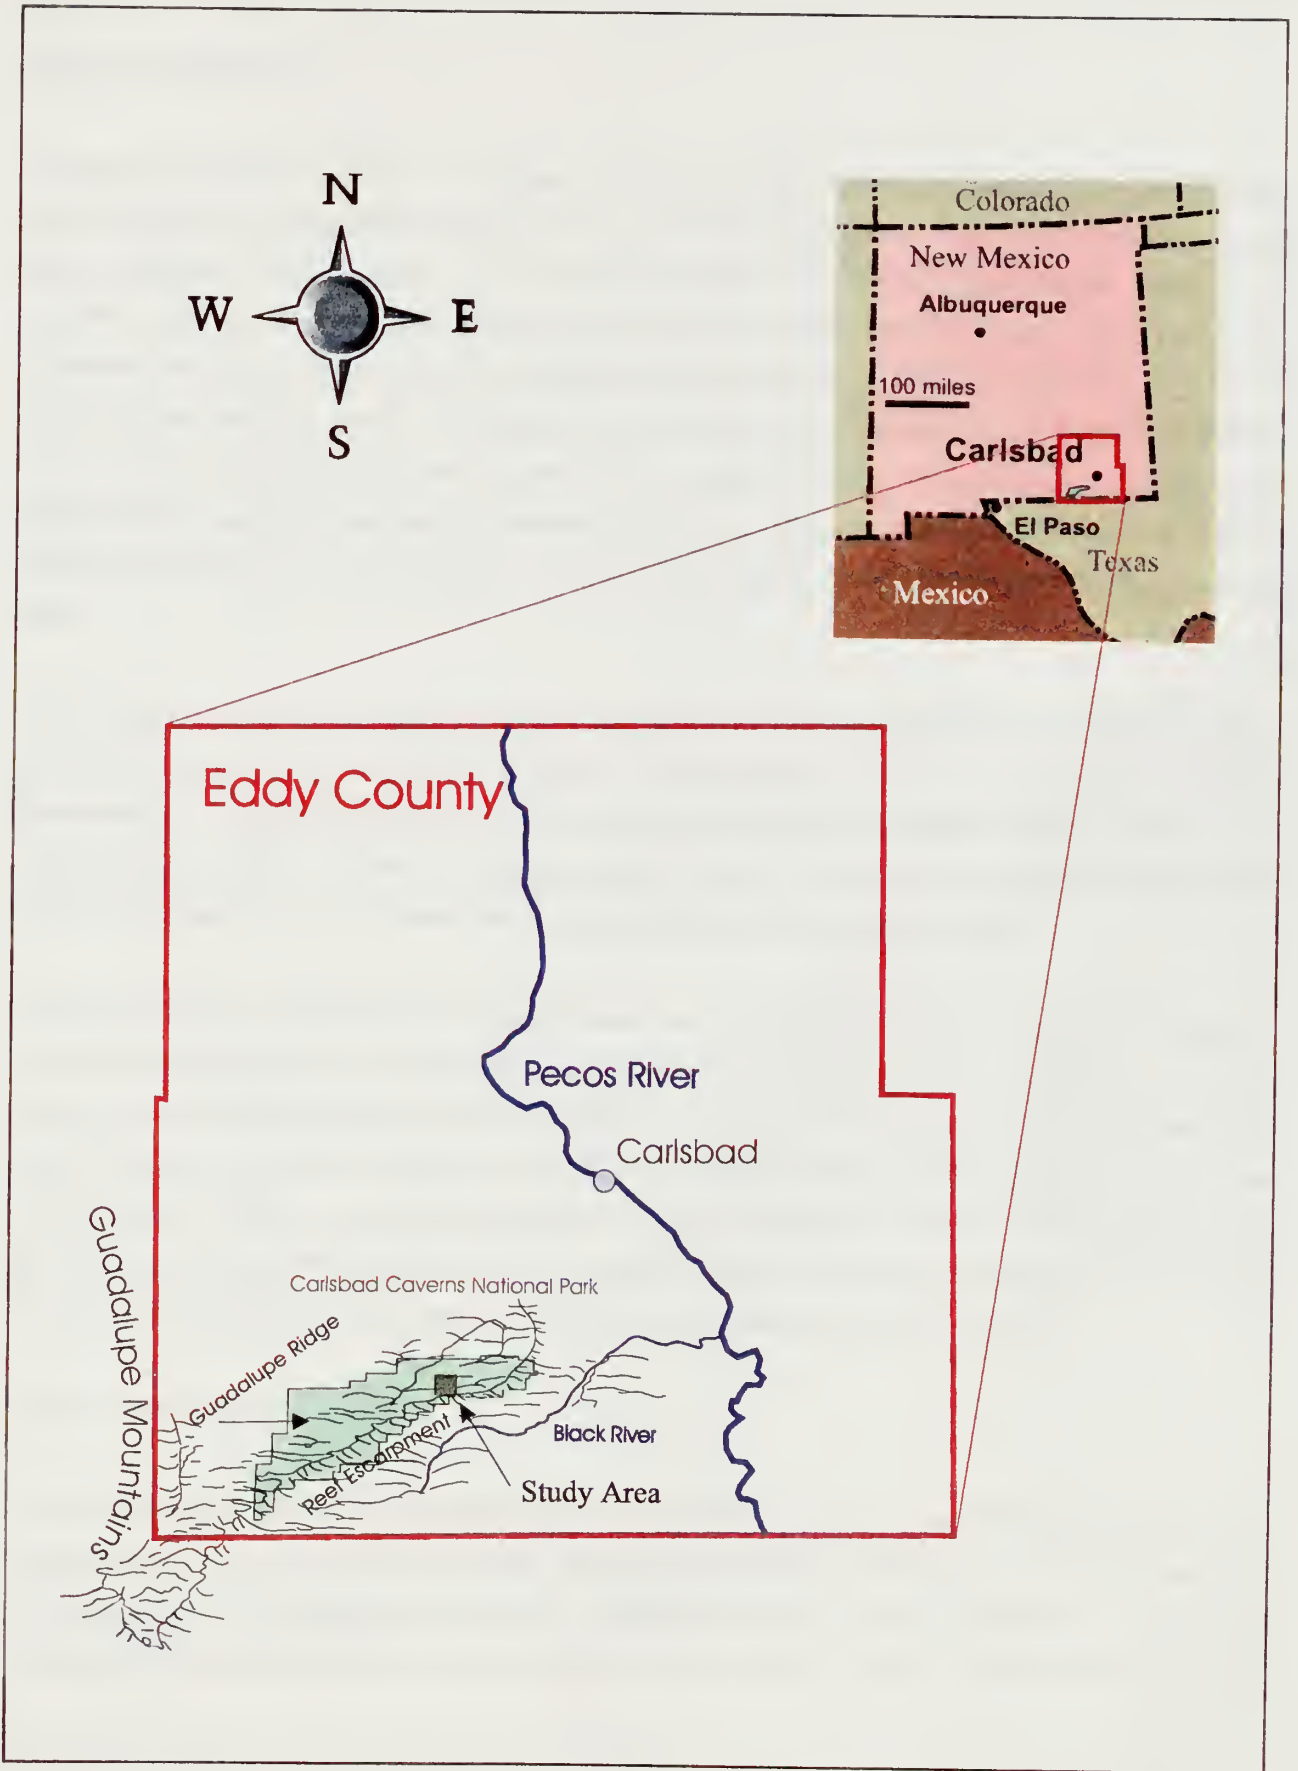 N
W
E
S
Colorado
New Mexico
Albuquerque
100 miles
Carlsbad
El Paso
Texas
Mexico
Eddy County
Pecos River
Carlsbad
Carlsbad Caverns National Park
Guadalupe Mountains
Guadalupe Ridge
Reef Escarpment
Black River
Study Area